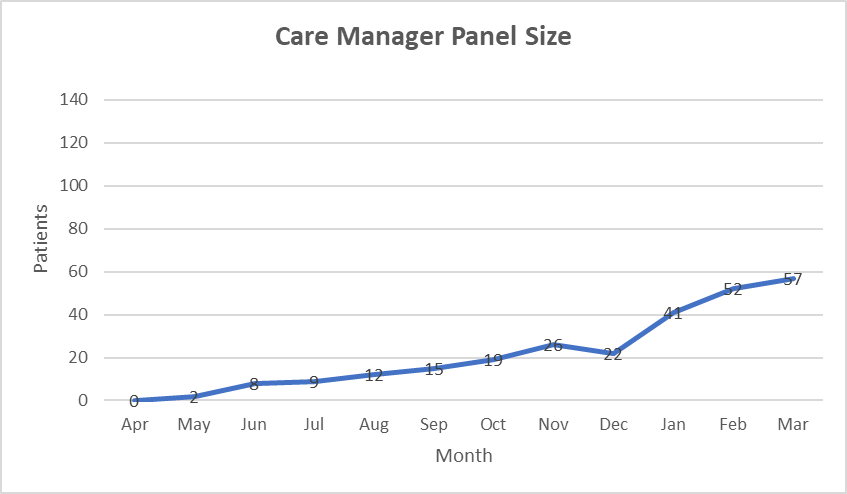 Care Manager Panel Size
140
120
100
80
60
40
20
0
Patients
0 2 8 9 12 15 19 26 22 41 52 57
Apr May Jun Jul Aug Sep Oct Nov Dec Jan Feb Mar
Month